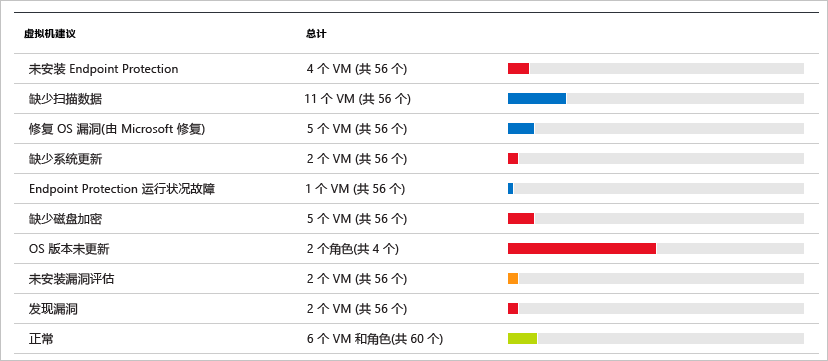 虚拟机建议 总计
未安装 Endpoint Protection 4 个 VM (共 56 个)
缺少扫描数据 11 个 VM (共 56 个)
修复 OS 漏洞(由 Microsoft 修复) 5 个 VM (共 56 个)
缺少系统更新 2 个 VM (共 56 个)
Endpoint Protection 运行状况故障 1 个 VM (共 56 个)
缺少磁盘加密 5 个 VM (共 56 个)
OS 版本未更新 2 个角色(共 4 个)
未安装漏洞评估 2 个 VM (共 56 个)
发现漏洞 2 个 VM (共 56 个)
正常 6 个 VM 和角色(共 60 个)